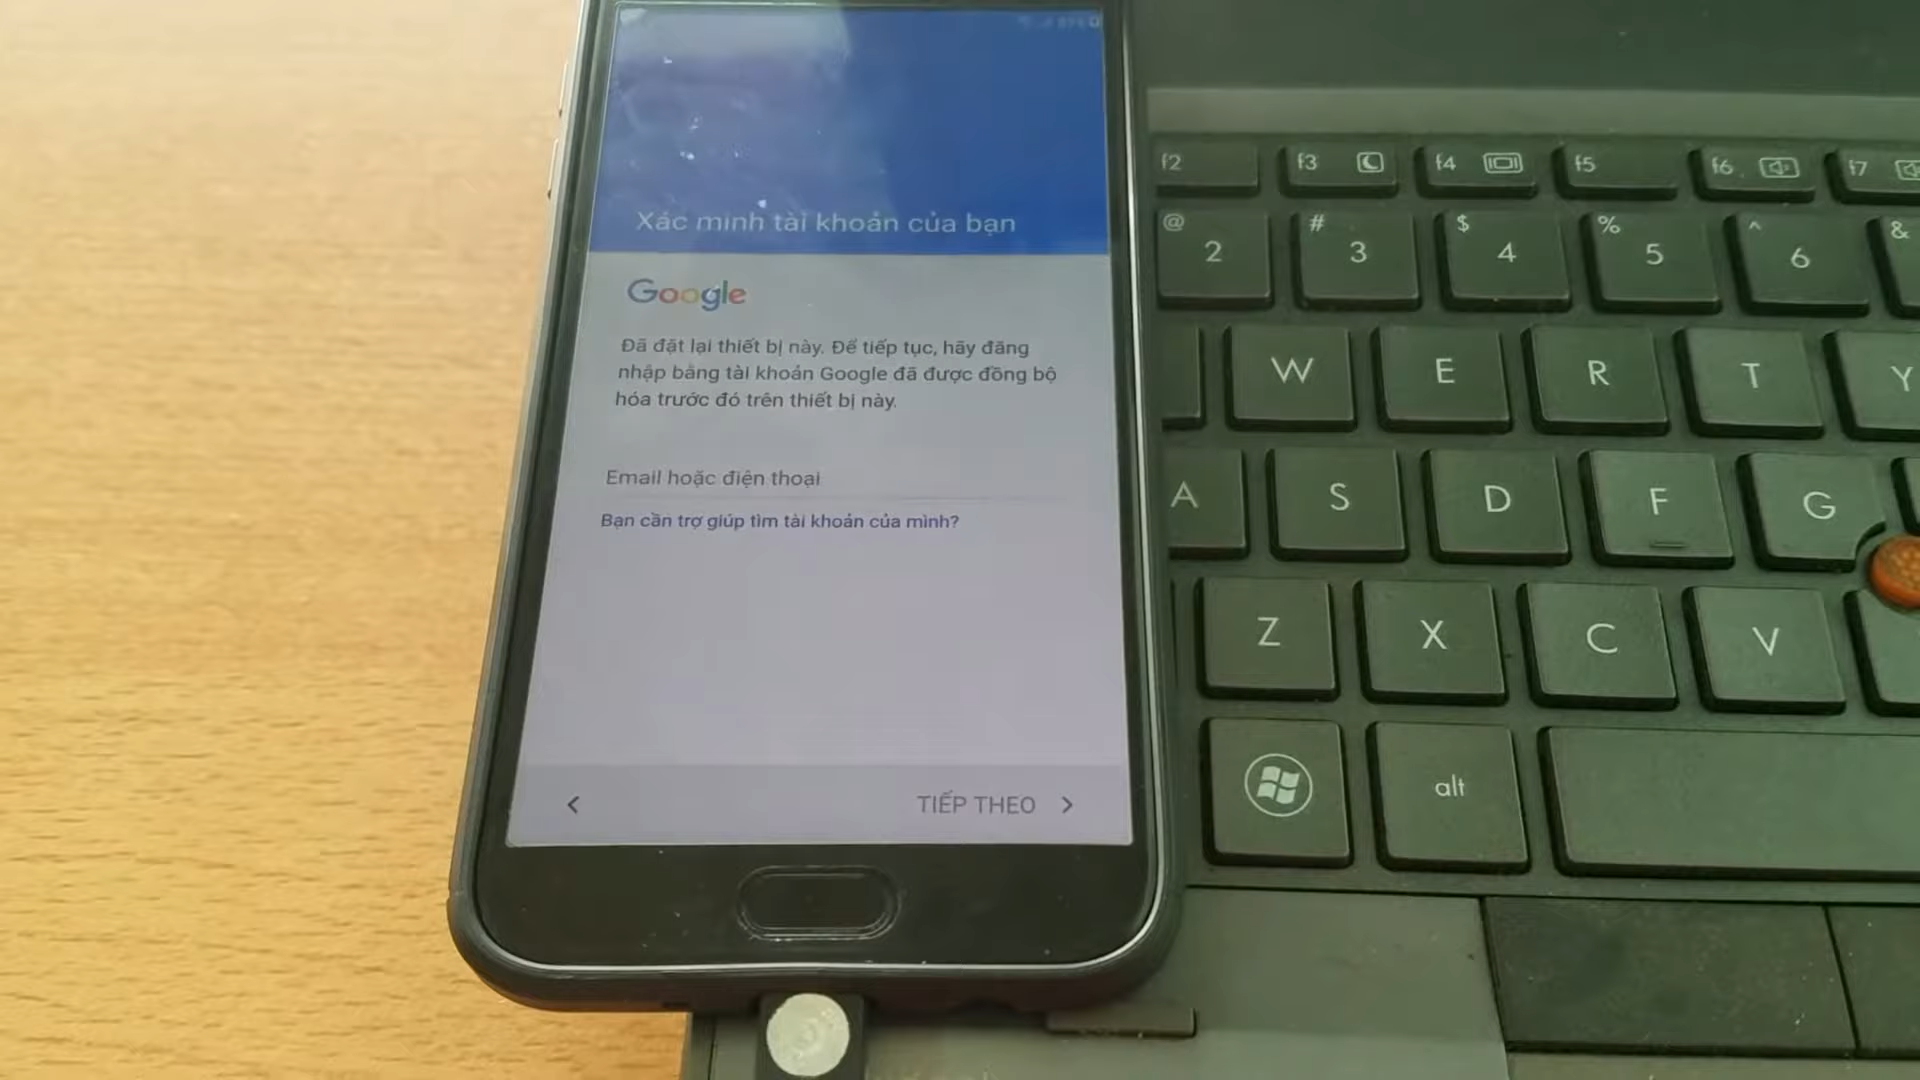 Xác minh tài khoản của bạn
Google
Đã đặt lại thiết bị này. Để tiếp tục, hãy đăng
nhập bằng tài khoản Google đã được đồng bộ
hóa trước đó trên thiết bị này.
Email hoặc điện thoại
Bạn cần trợ giúp tìm tài khoản của mình?
TIẾP THEO
f2 f3 f4 f5 f6 f7
@ # $ % ^ &
2 3 4 5 6
W E R T Y
A S D F G
Z X C V
alt